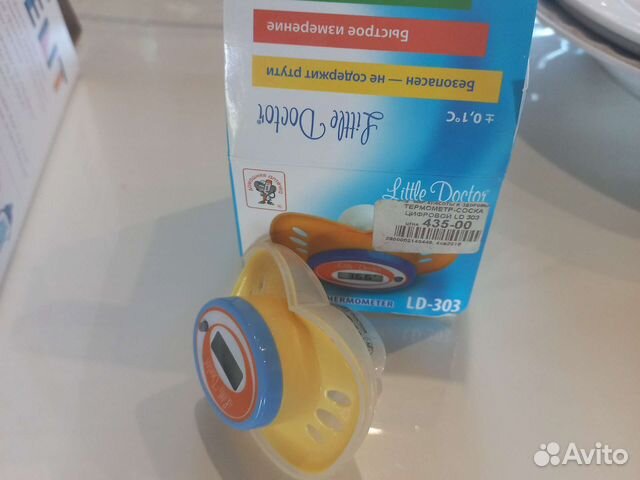 Быстрое измерение
Безопасен — не содержит ртути
± 0,1°C
Little Doctor®
Little Doctor®
ТЕРМОМЕТР-СОСКА
ЦИФРОВОЙ LD 303
ЦЕНА 435-00
THERMOMETER LD-303
Avito